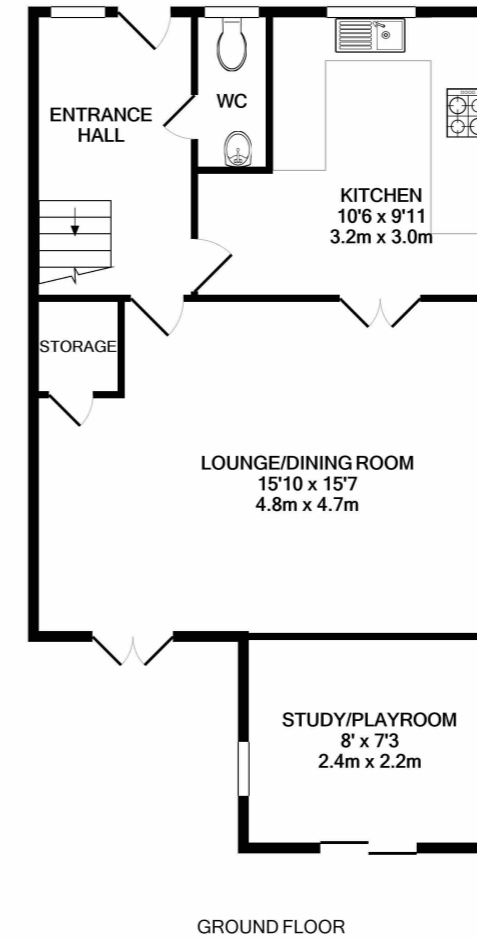 ENTRANCE
HALL
WC
KITCHEN
10'6 x 9'11
3.2m x 3.0m
STORAGE
LOUNGE/DINING ROOM
15'10 x 15'7
4.8m x 4.7m
STUDY/PLAYROOM
8' x 7'3
2.4m x 2.2m
GROUND FLOOR